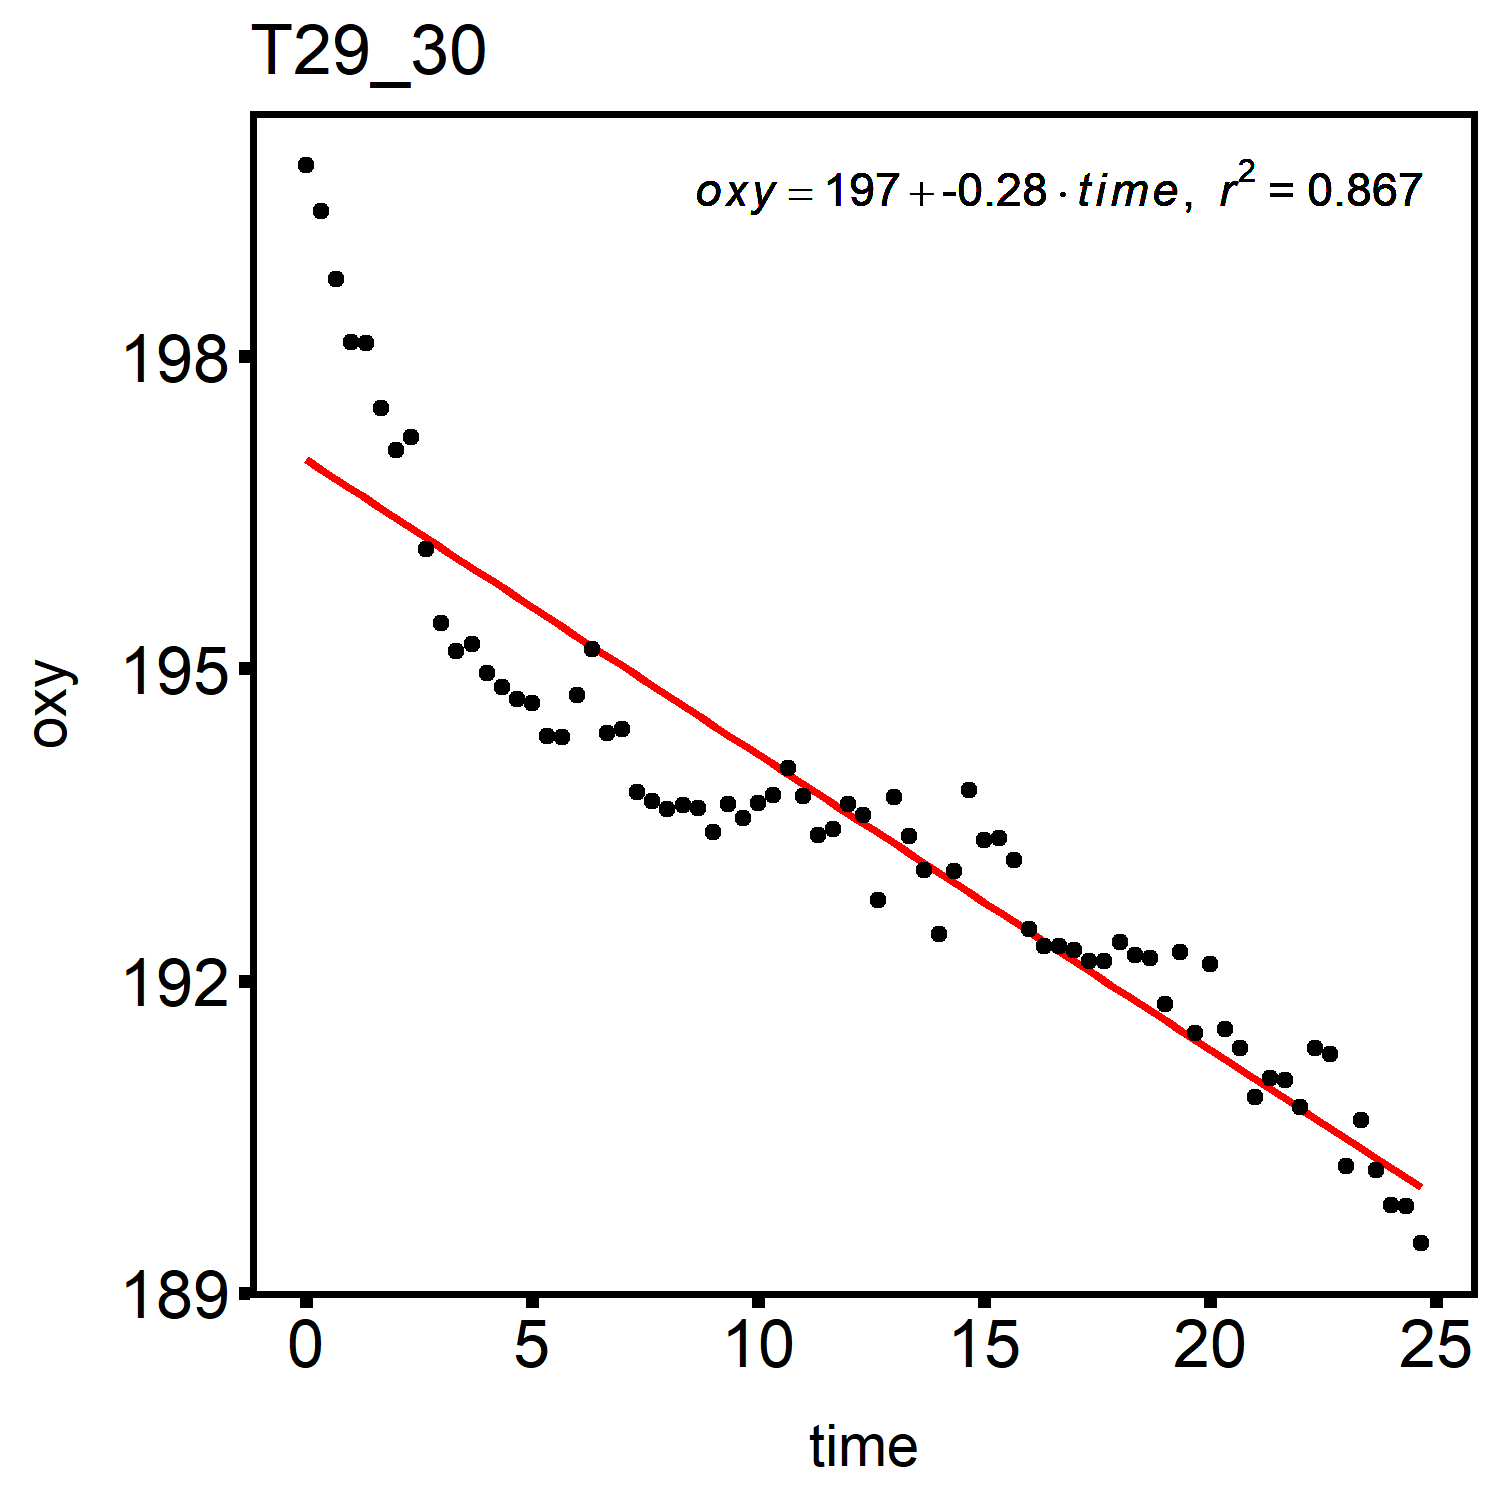 T29_30
oxy = 197 + -0.28 · time, r² = 0.867
198
195
192
189
oxy
0 5 10 15 20 25
time